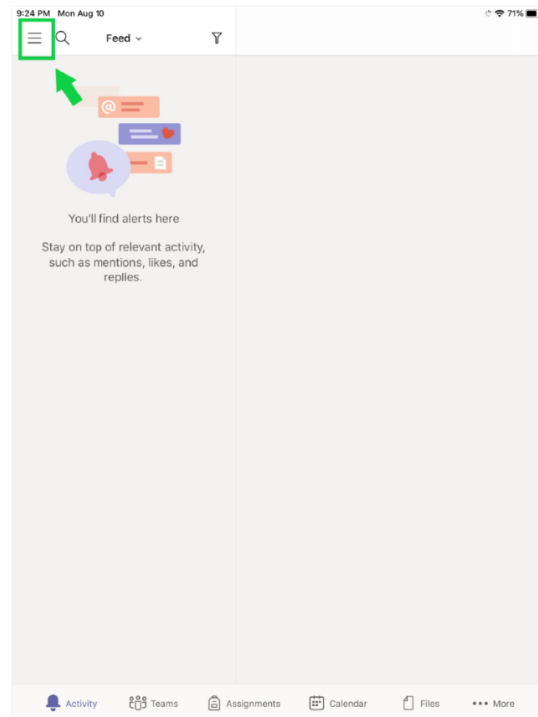 9:24 PM Mon Aug 10 71%
Feed
@
You'll find alerts here
Stay on top of relevant activity,
such as mentions, likes, and
replies.
Activity Teams Assignments Calendar Files More